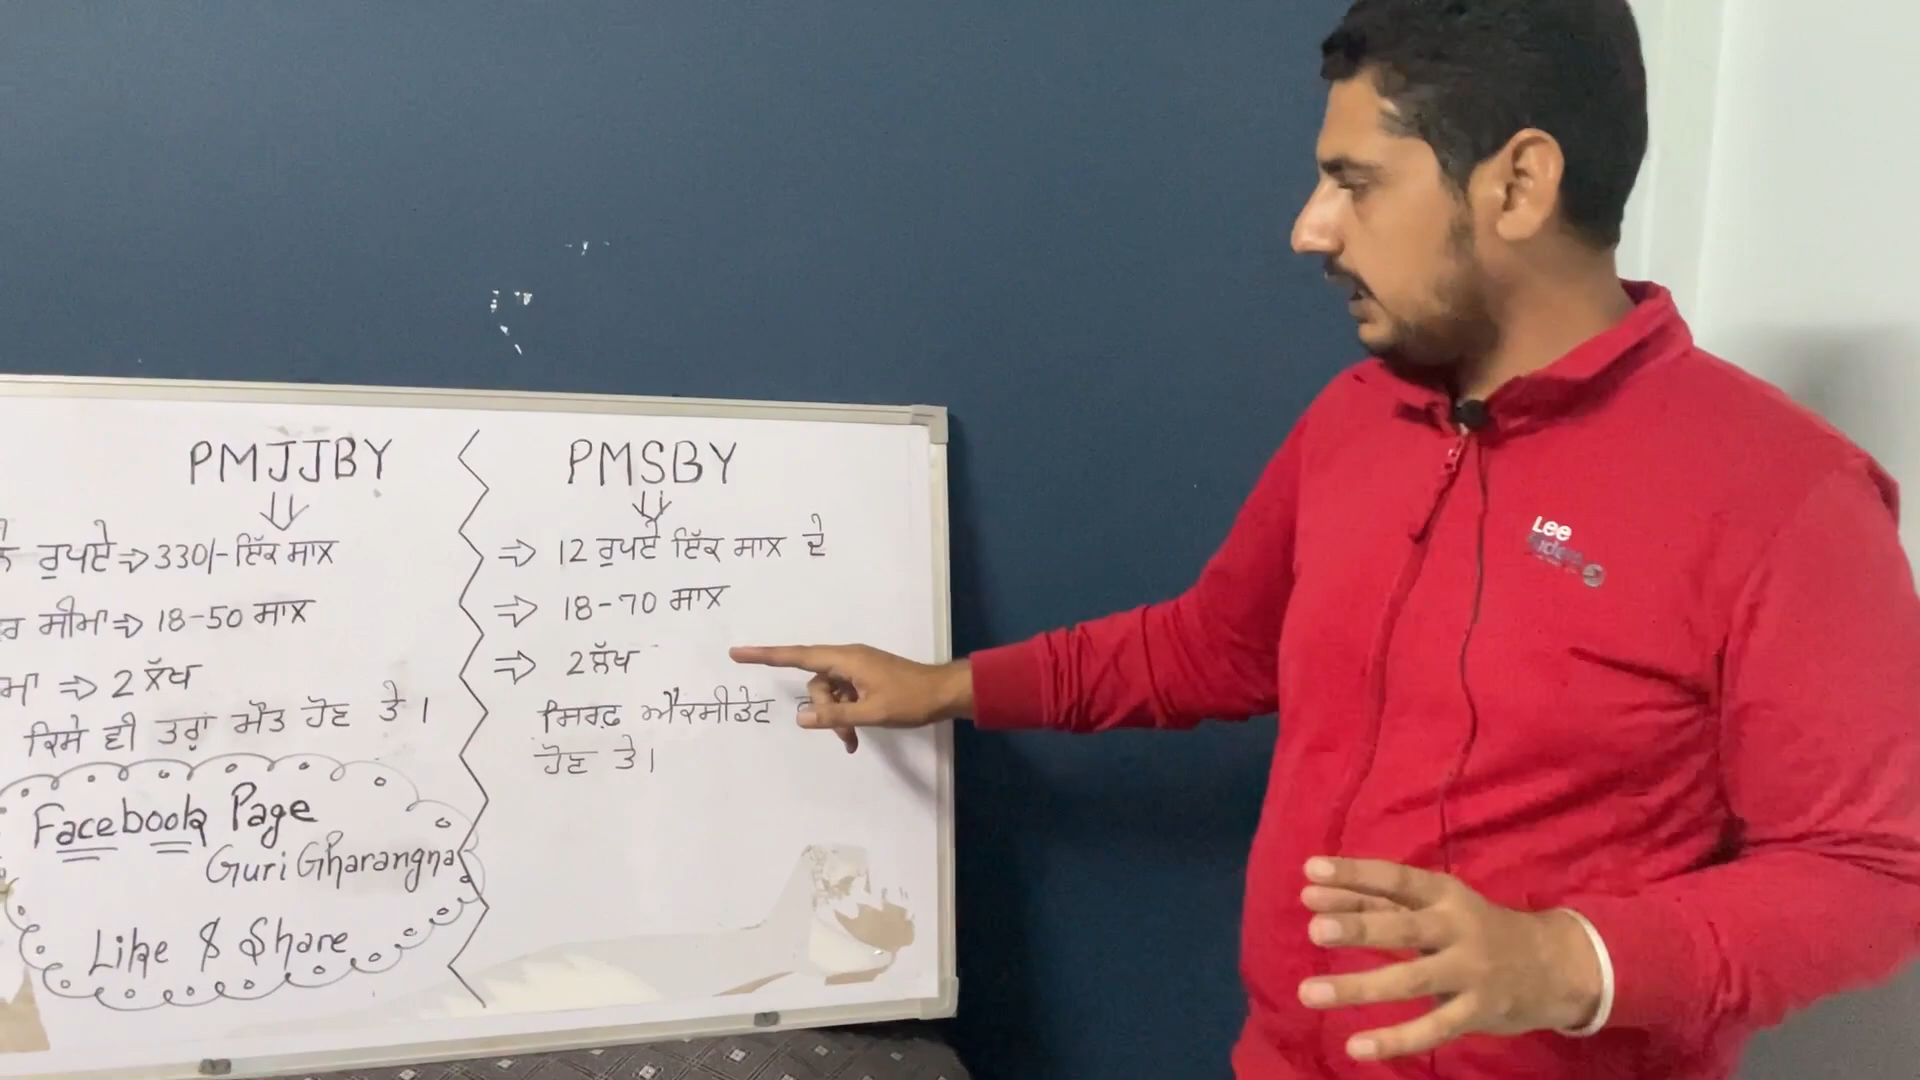 PMJJBY
ਰੁਪਏ ⇒ 330/- ਇੱਕ ਸਾਲ
ਸੀਮਾ ⇒ 18-50 ਸਾਲ
⇒ 2 ਲੱਖ
ਕਿਸੇ ਵੀ ਤਰ੍ਹਾਂ ਮੌਤ ਹੋਣ ਤੇ।
Facebook Page
Guri Gharangna
Like & Share
PMSBY
⇒ 12 ਰੁਪਏ ਇੱਕ ਸਾਲ ਦੇ
⇒ 18-70 ਸਾਲ
⇒ 2 ਲੱਖ
ਸਿਰਫ਼ ਐਕਸੀਡੇਂਟ
ਹੋਣ ਤੇ।
Lee